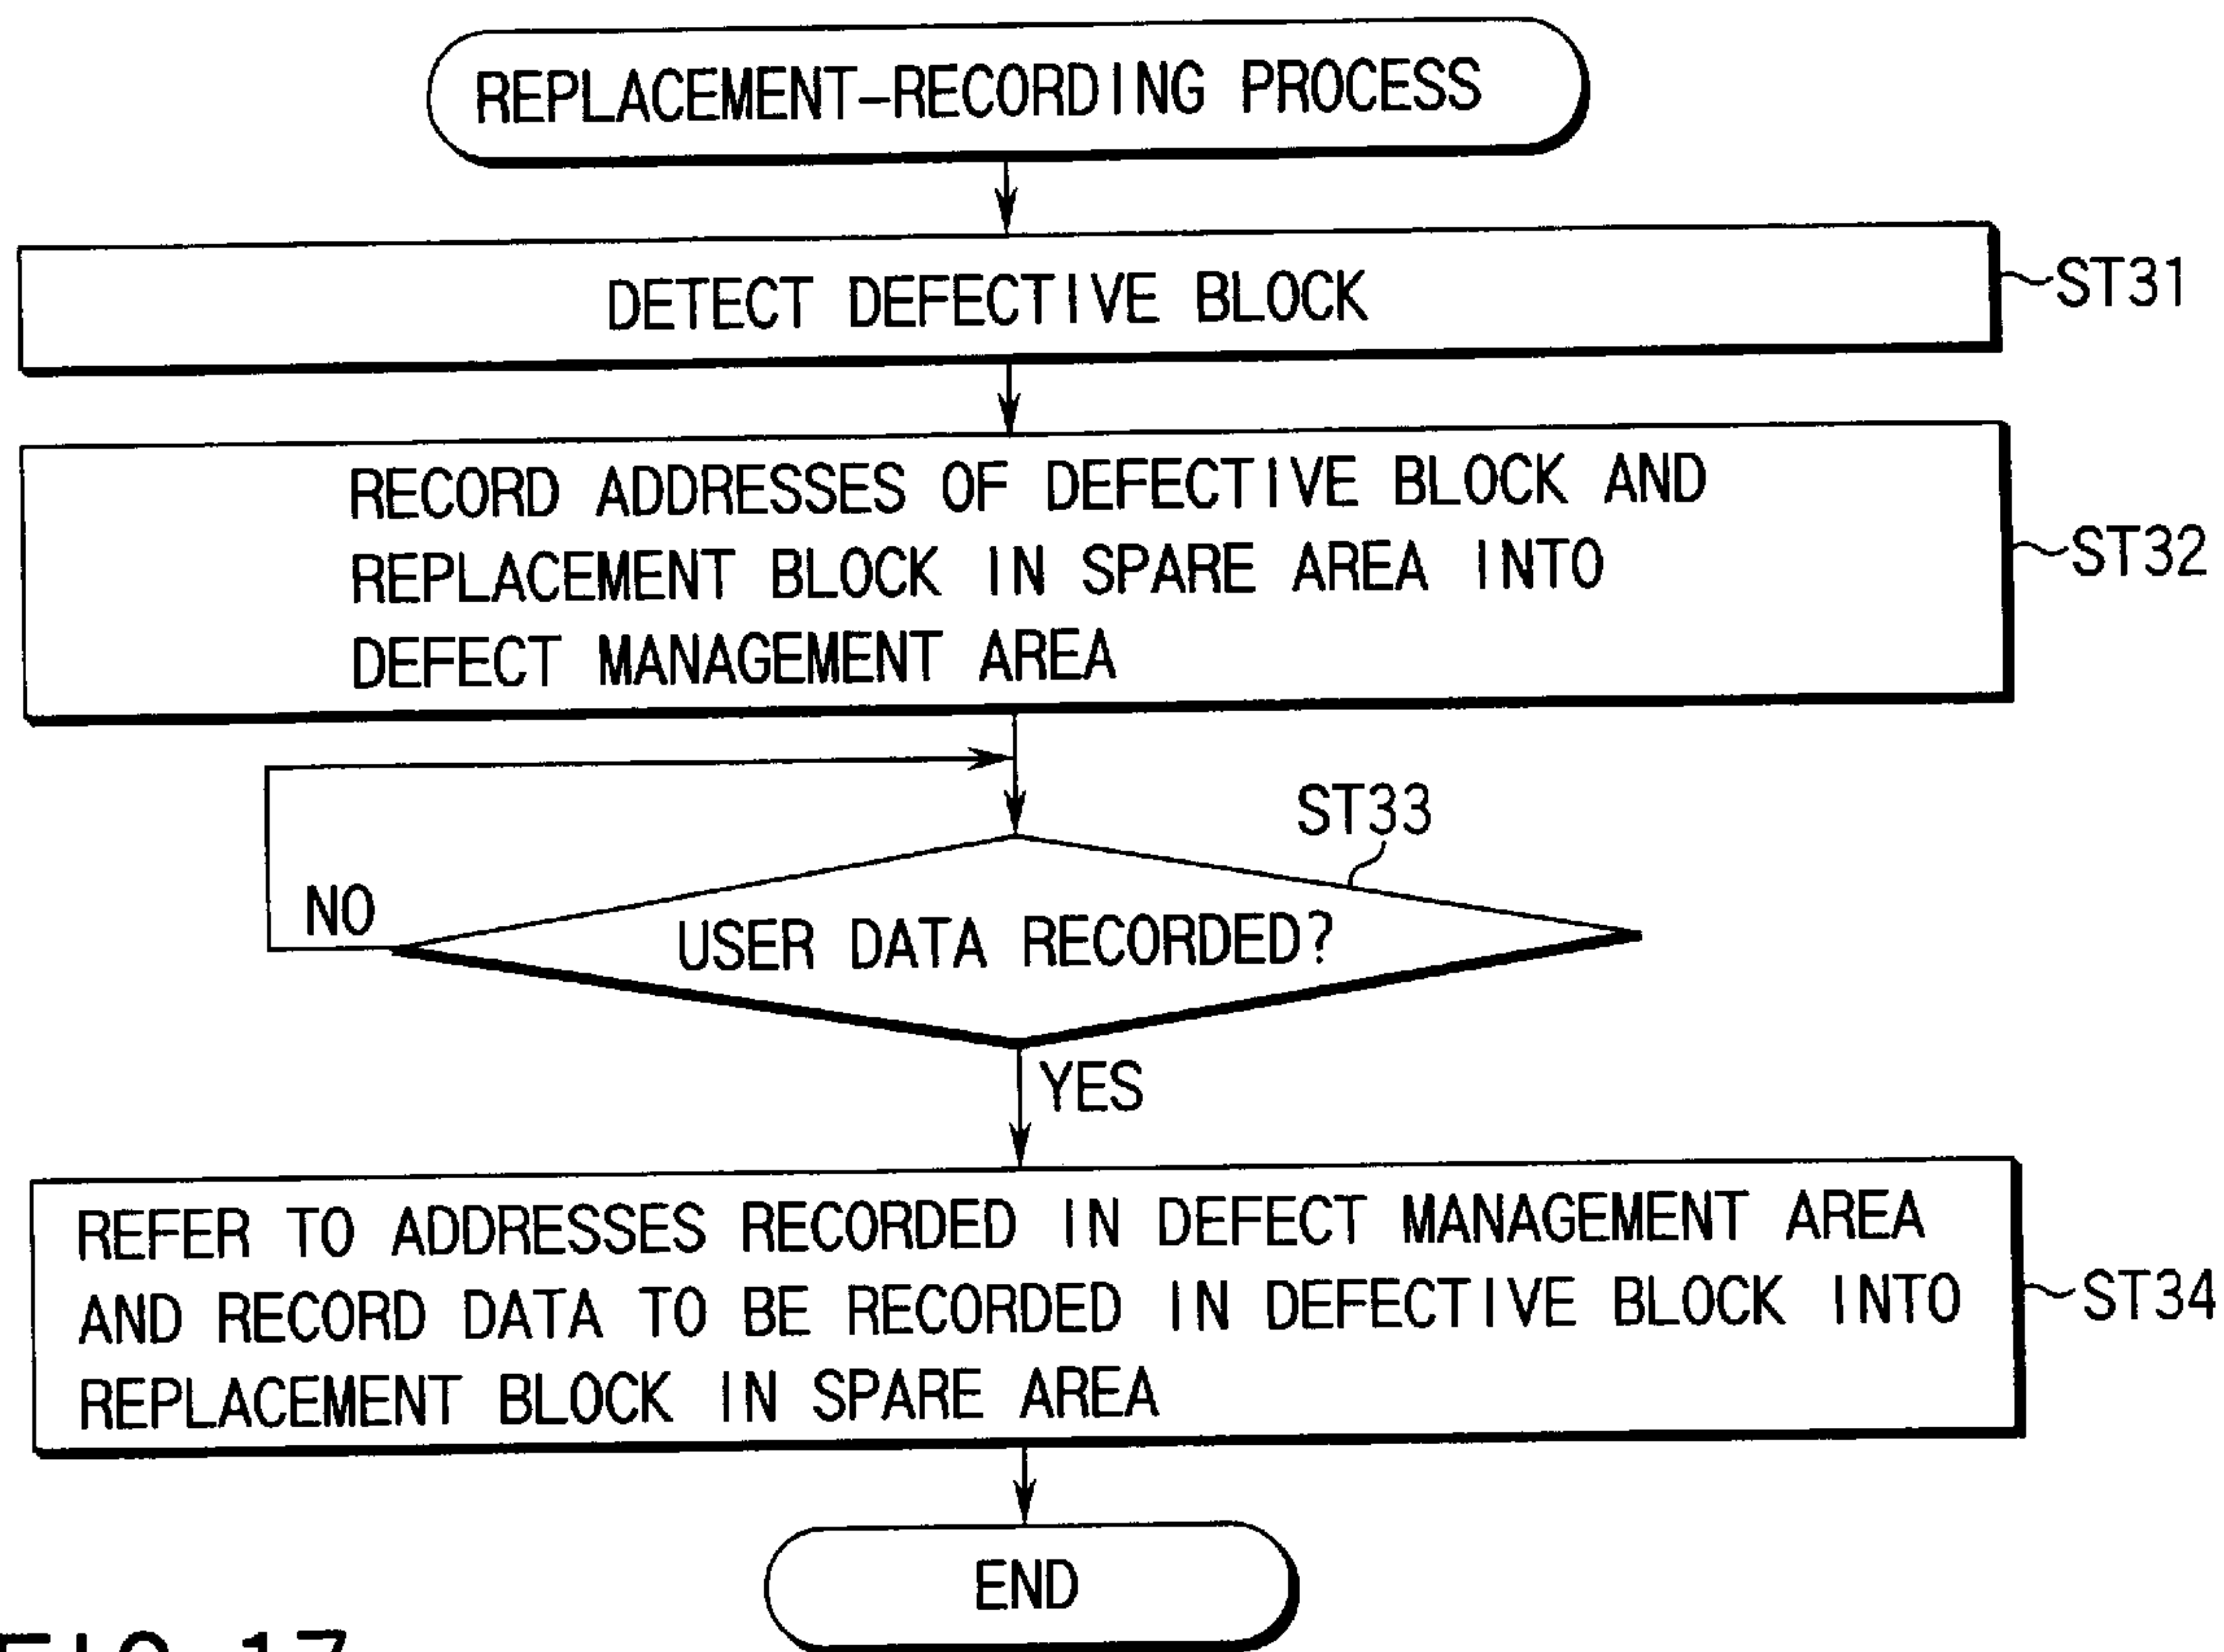 REPLACEMENT-RECORDING PROCESS
DETECT DEFECTIVE BLOCK
ST31
RECORD ADDRESSES OF DEFECTIVE BLOCK AND
REPLACEMENT BLOCK IN SPARE AREA INTO
DEFECT MANAGEMENT AREA
ST32
ST33
NO
USER DATA RECORDED?
YES
REFER TO ADDRESSES RECORDED IN DEFECT MANAGEMENT AREA
AND RECORD DATA TO BE RECORDED IN DEFECTIVE BLOCK INTO
REPLACEMENT BLOCK IN SPARE AREA
ST34
END
FIG. 17